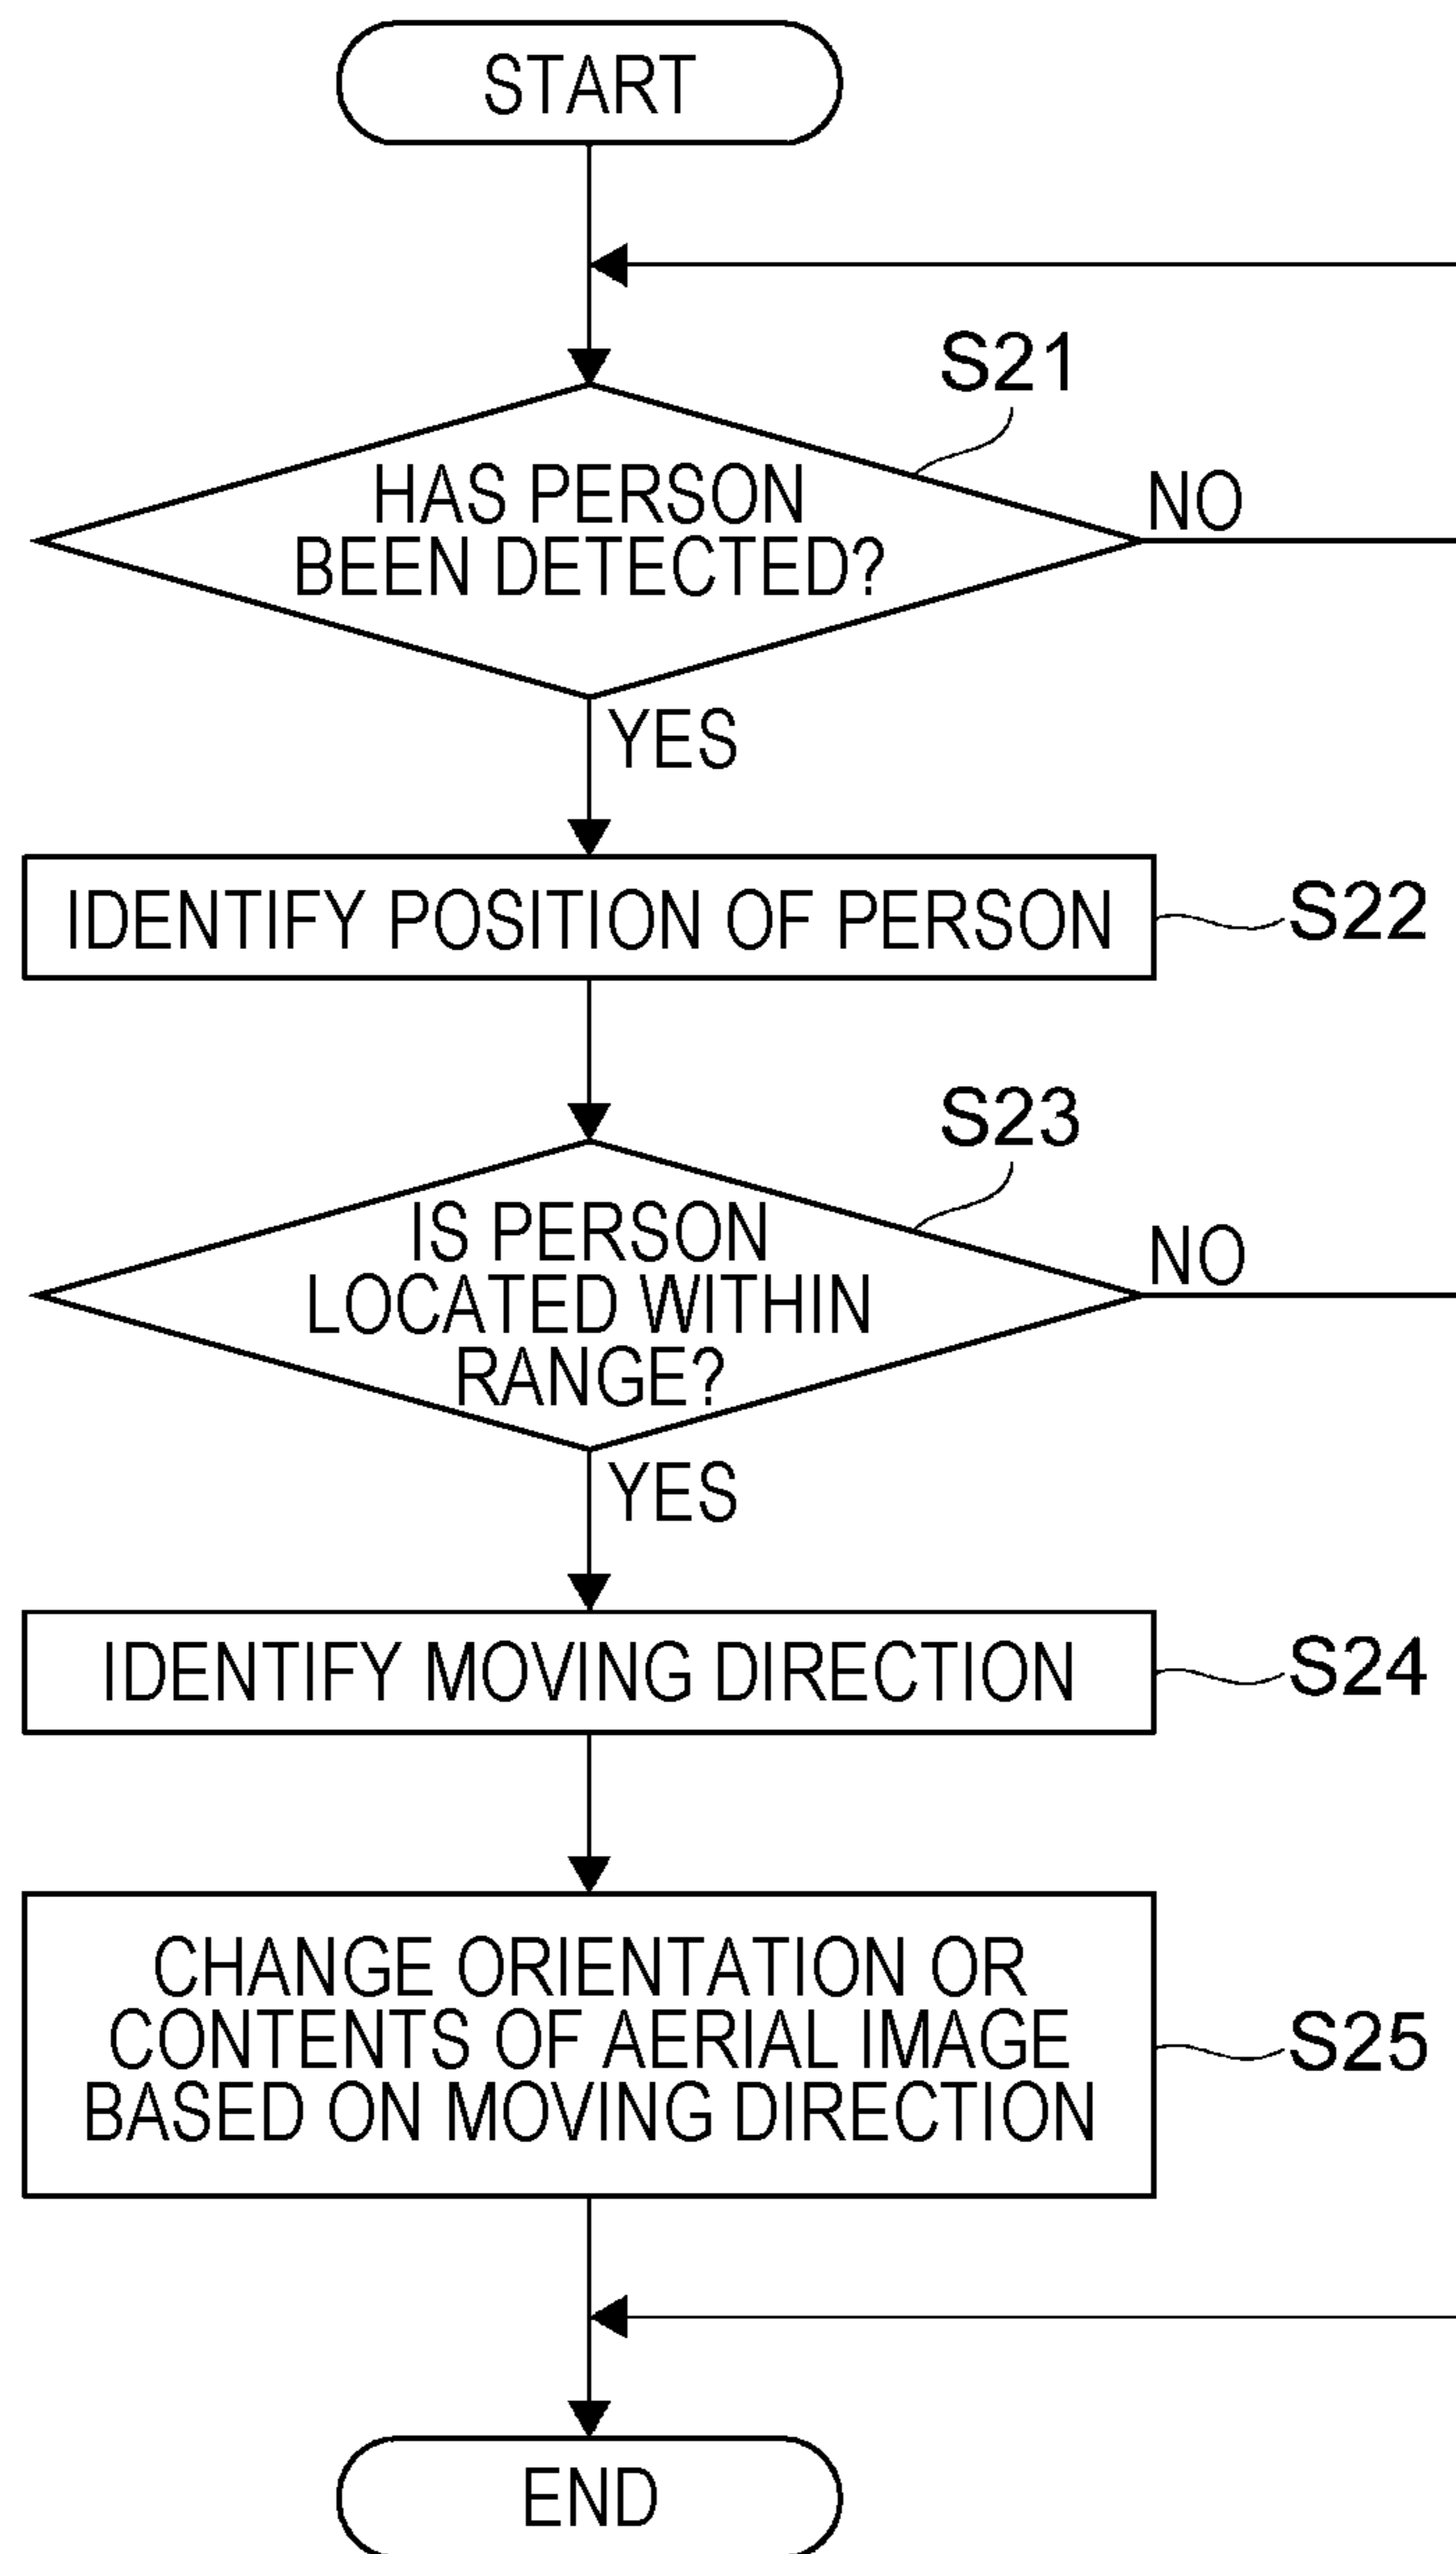 START
S21
HAS PERSON
BEEN DETECTED?
NO
YES
IDENTIFY POSITION OF PERSON
S22
S23
IS PERSON
LOCATED WITHIN
RANGE?
NO
YES
IDENTIFY MOVING DIRECTION
S24
CHANGE ORIENTATION OR
CONTENTS OF AERIAL IMAGE
BASED ON MOVING DIRECTION
S25
END